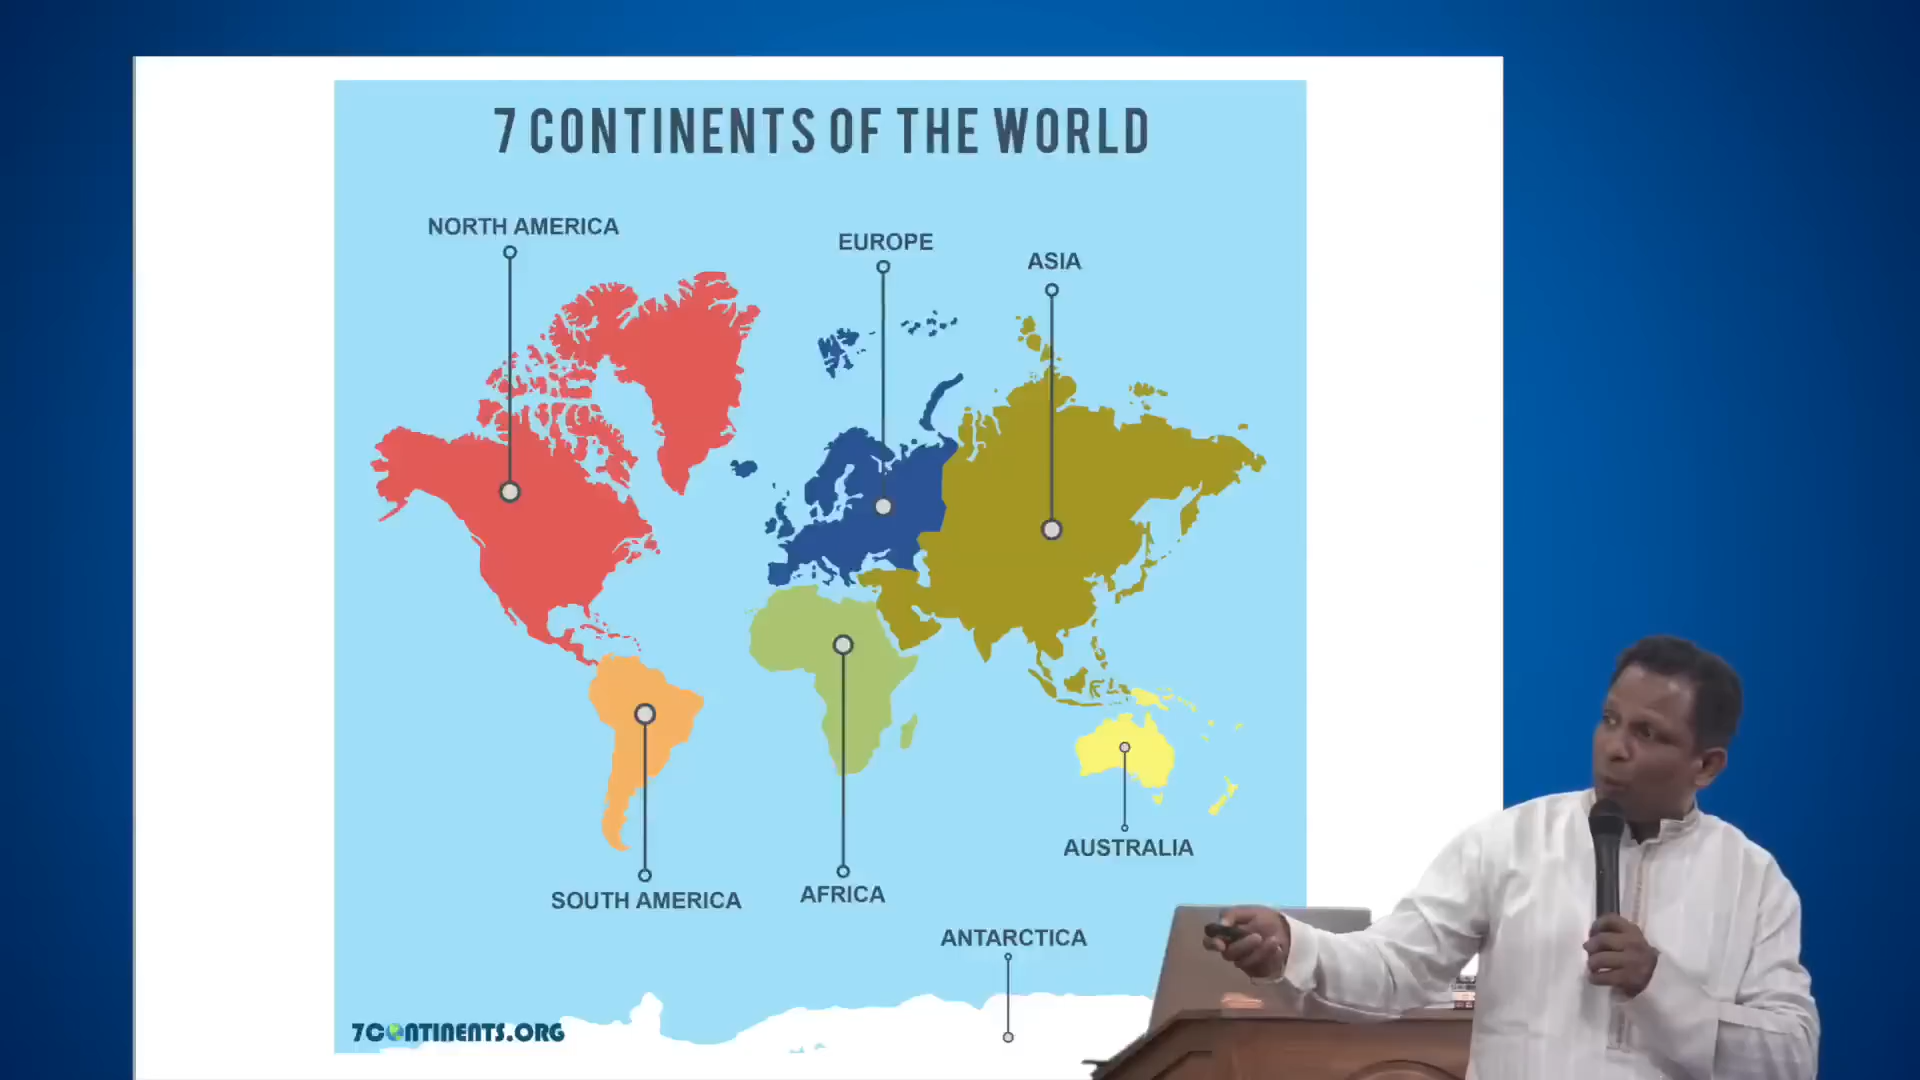 7 CONTINENTS OF THE WORLD
NORTH AMERICA
EUROPE
ASIA
AUSTRALIA
SOUTH AMERICA
AFRICA
ANTARCTICA
7CONTINENTS.ORG